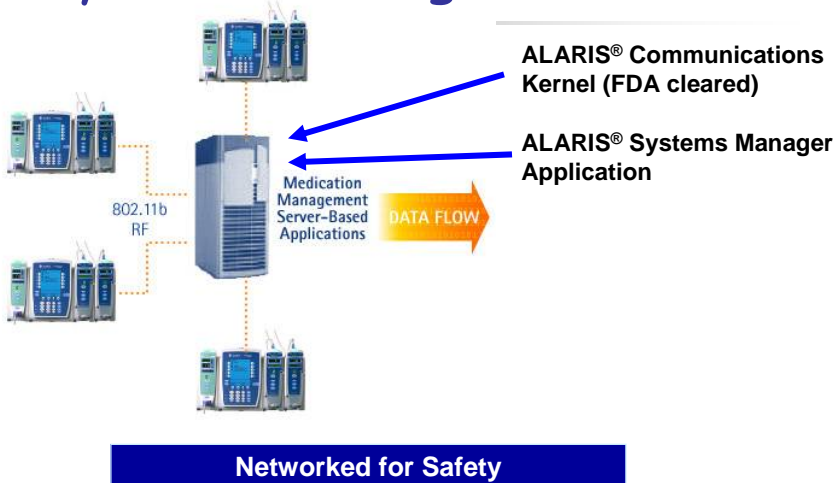 ALARIS® Communications
Kernel (FDA cleared)
ALARIS® Systems Manager
Application
802.11b
RF
Medication
Management
Server-Based
Applications
DATA FLOW
Networked for Safety